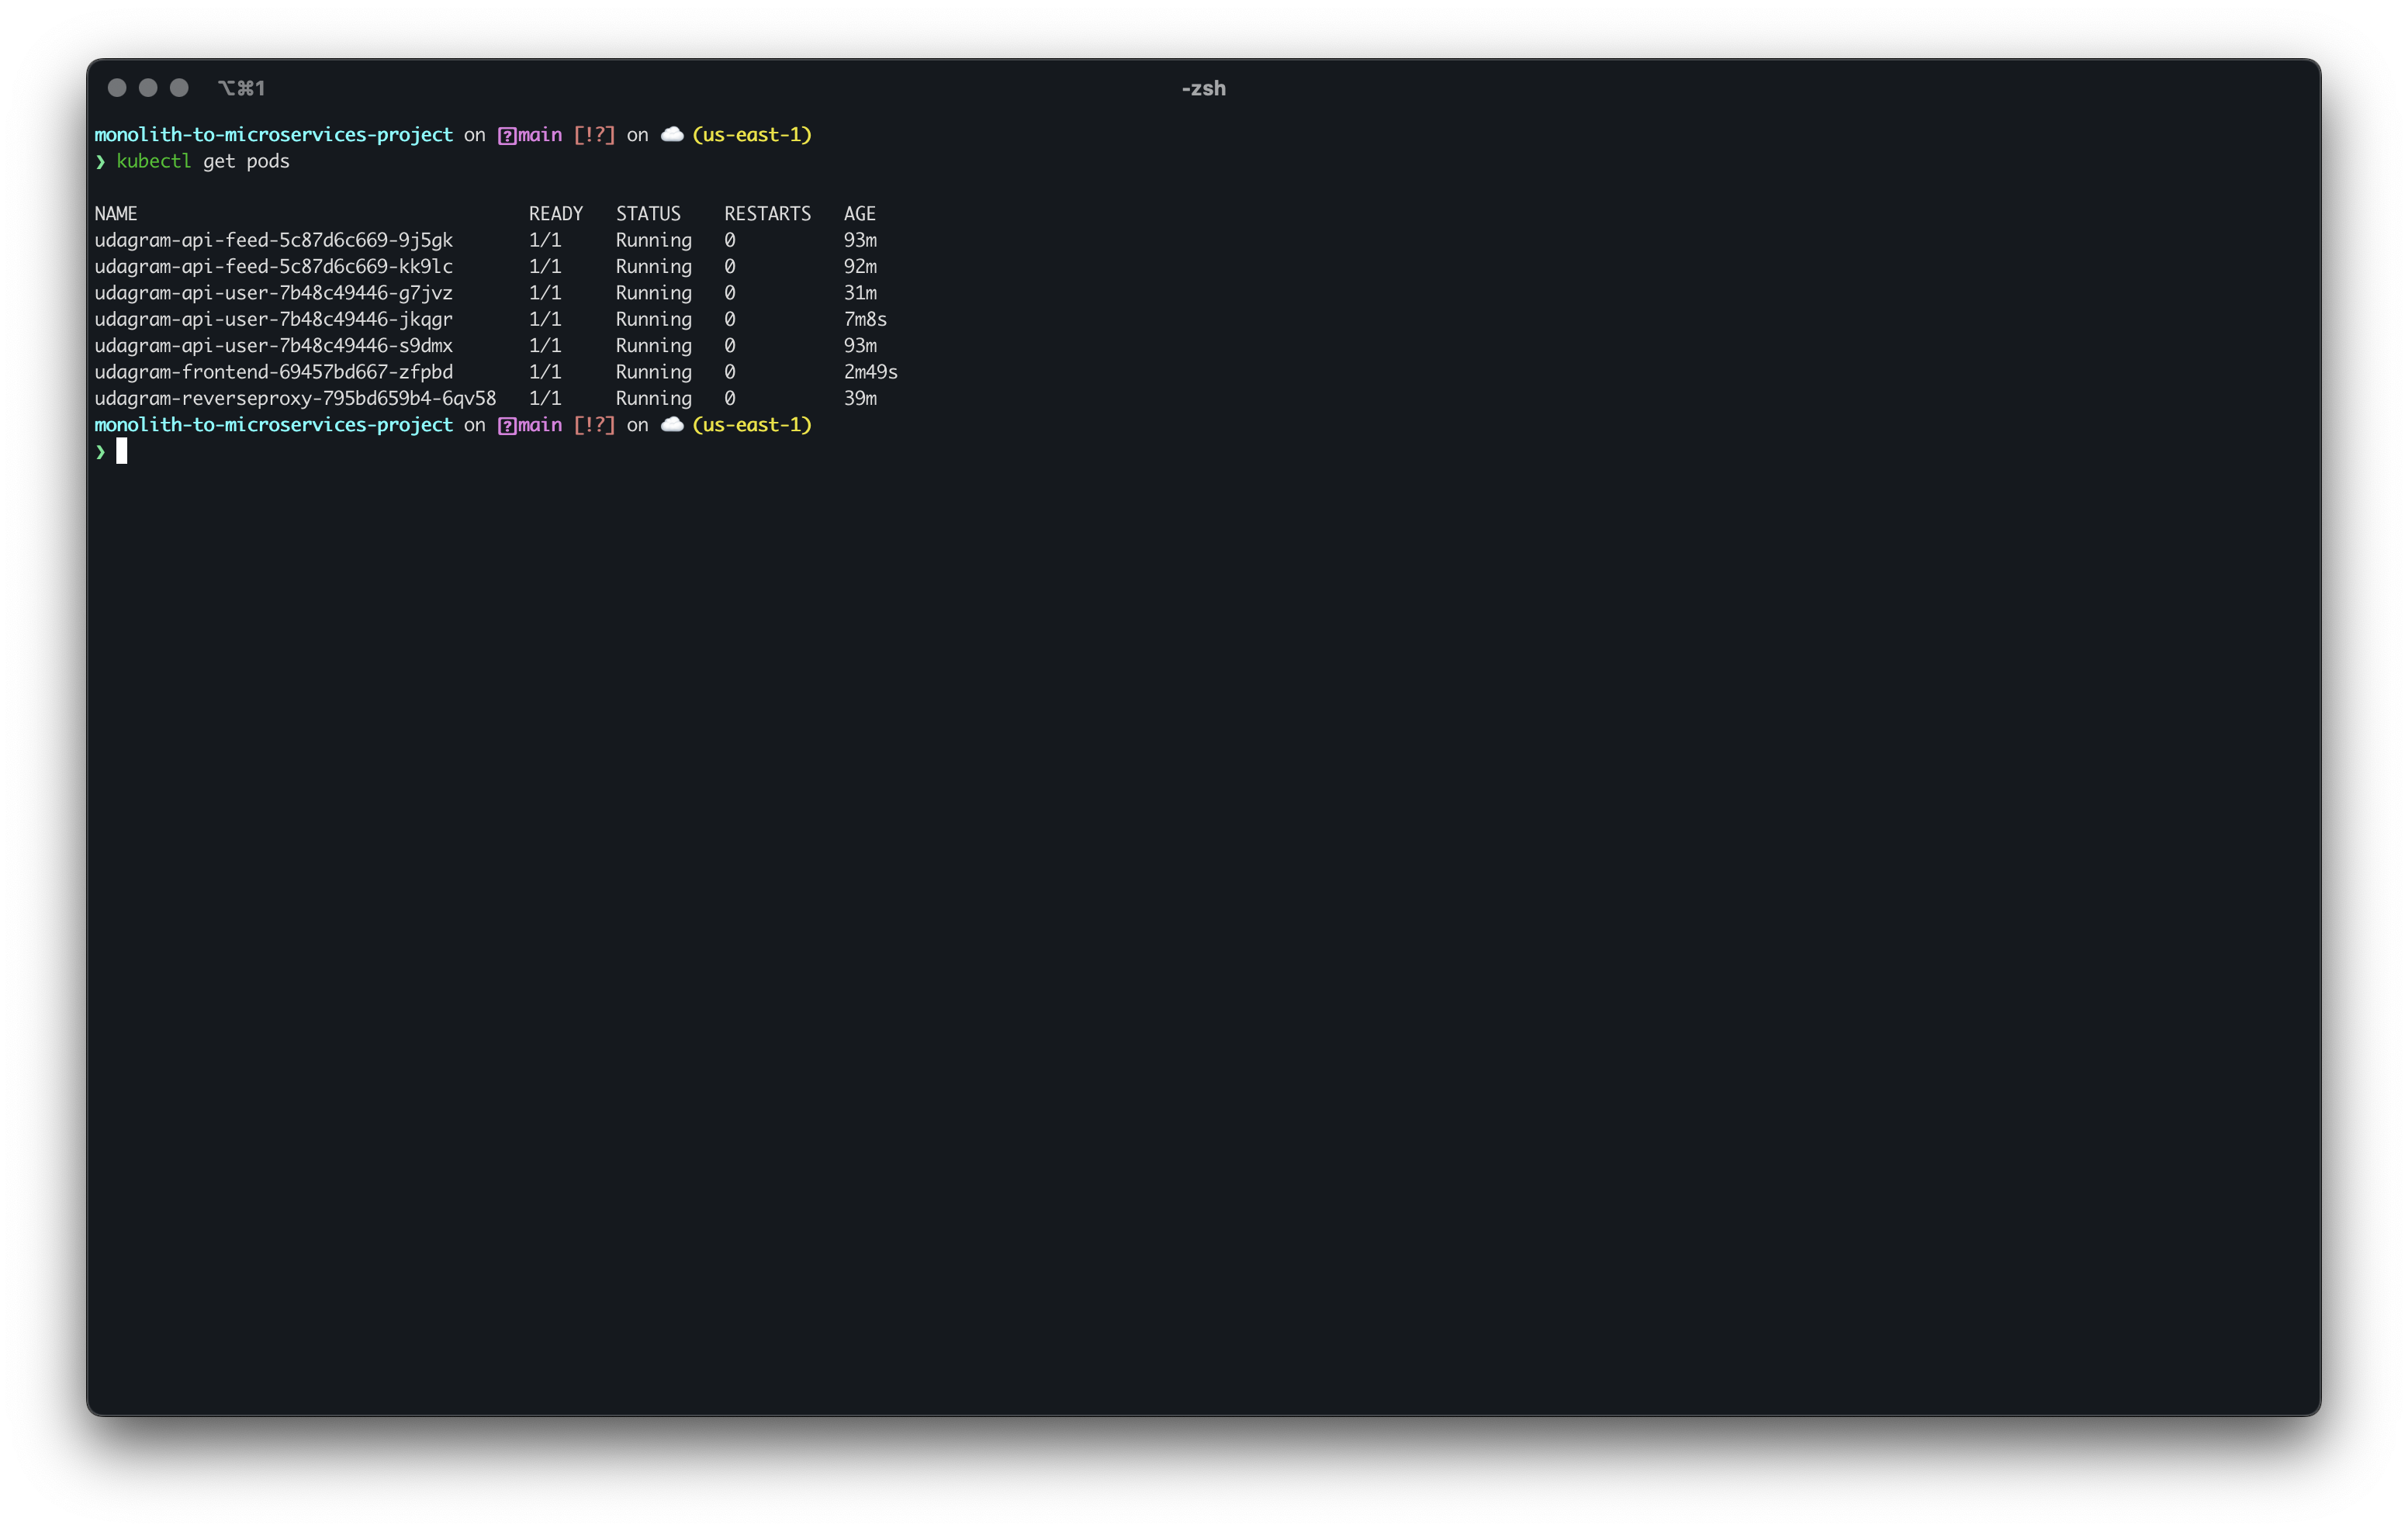 ⌥⌘1 -zsh
monolith-to-microservices-project on ?main [!?] on ☁️ (us-east-1)
❯ kubectl get pods
NAME READY STATUS RESTARTS AGE
udagram-api-feed-5c87d6c669-9j5gk 1/1 Running 0 93m
udagram-api-feed-5c87d6c669-kk9lc 1/1 Running 0 92m
udagram-api-user-7b48c49446-g7jvz 1/1 Running 0 31m
udagram-api-user-7b48c49446-jkqgr 1/1 Running 0 7m8s
udagram-api-user-7b48c49446-s9dmx 1/1 Running 0 93m
udagram-frontend-69457bd667-zfpbd 1/1 Running 0 2m49s
udagram-reverseproxy-795bd659b4-6qv58 1/1 Running 0 39m
monolith-to-microservices-project on ?main [!?] on ☁️ (us-east-1)
❯